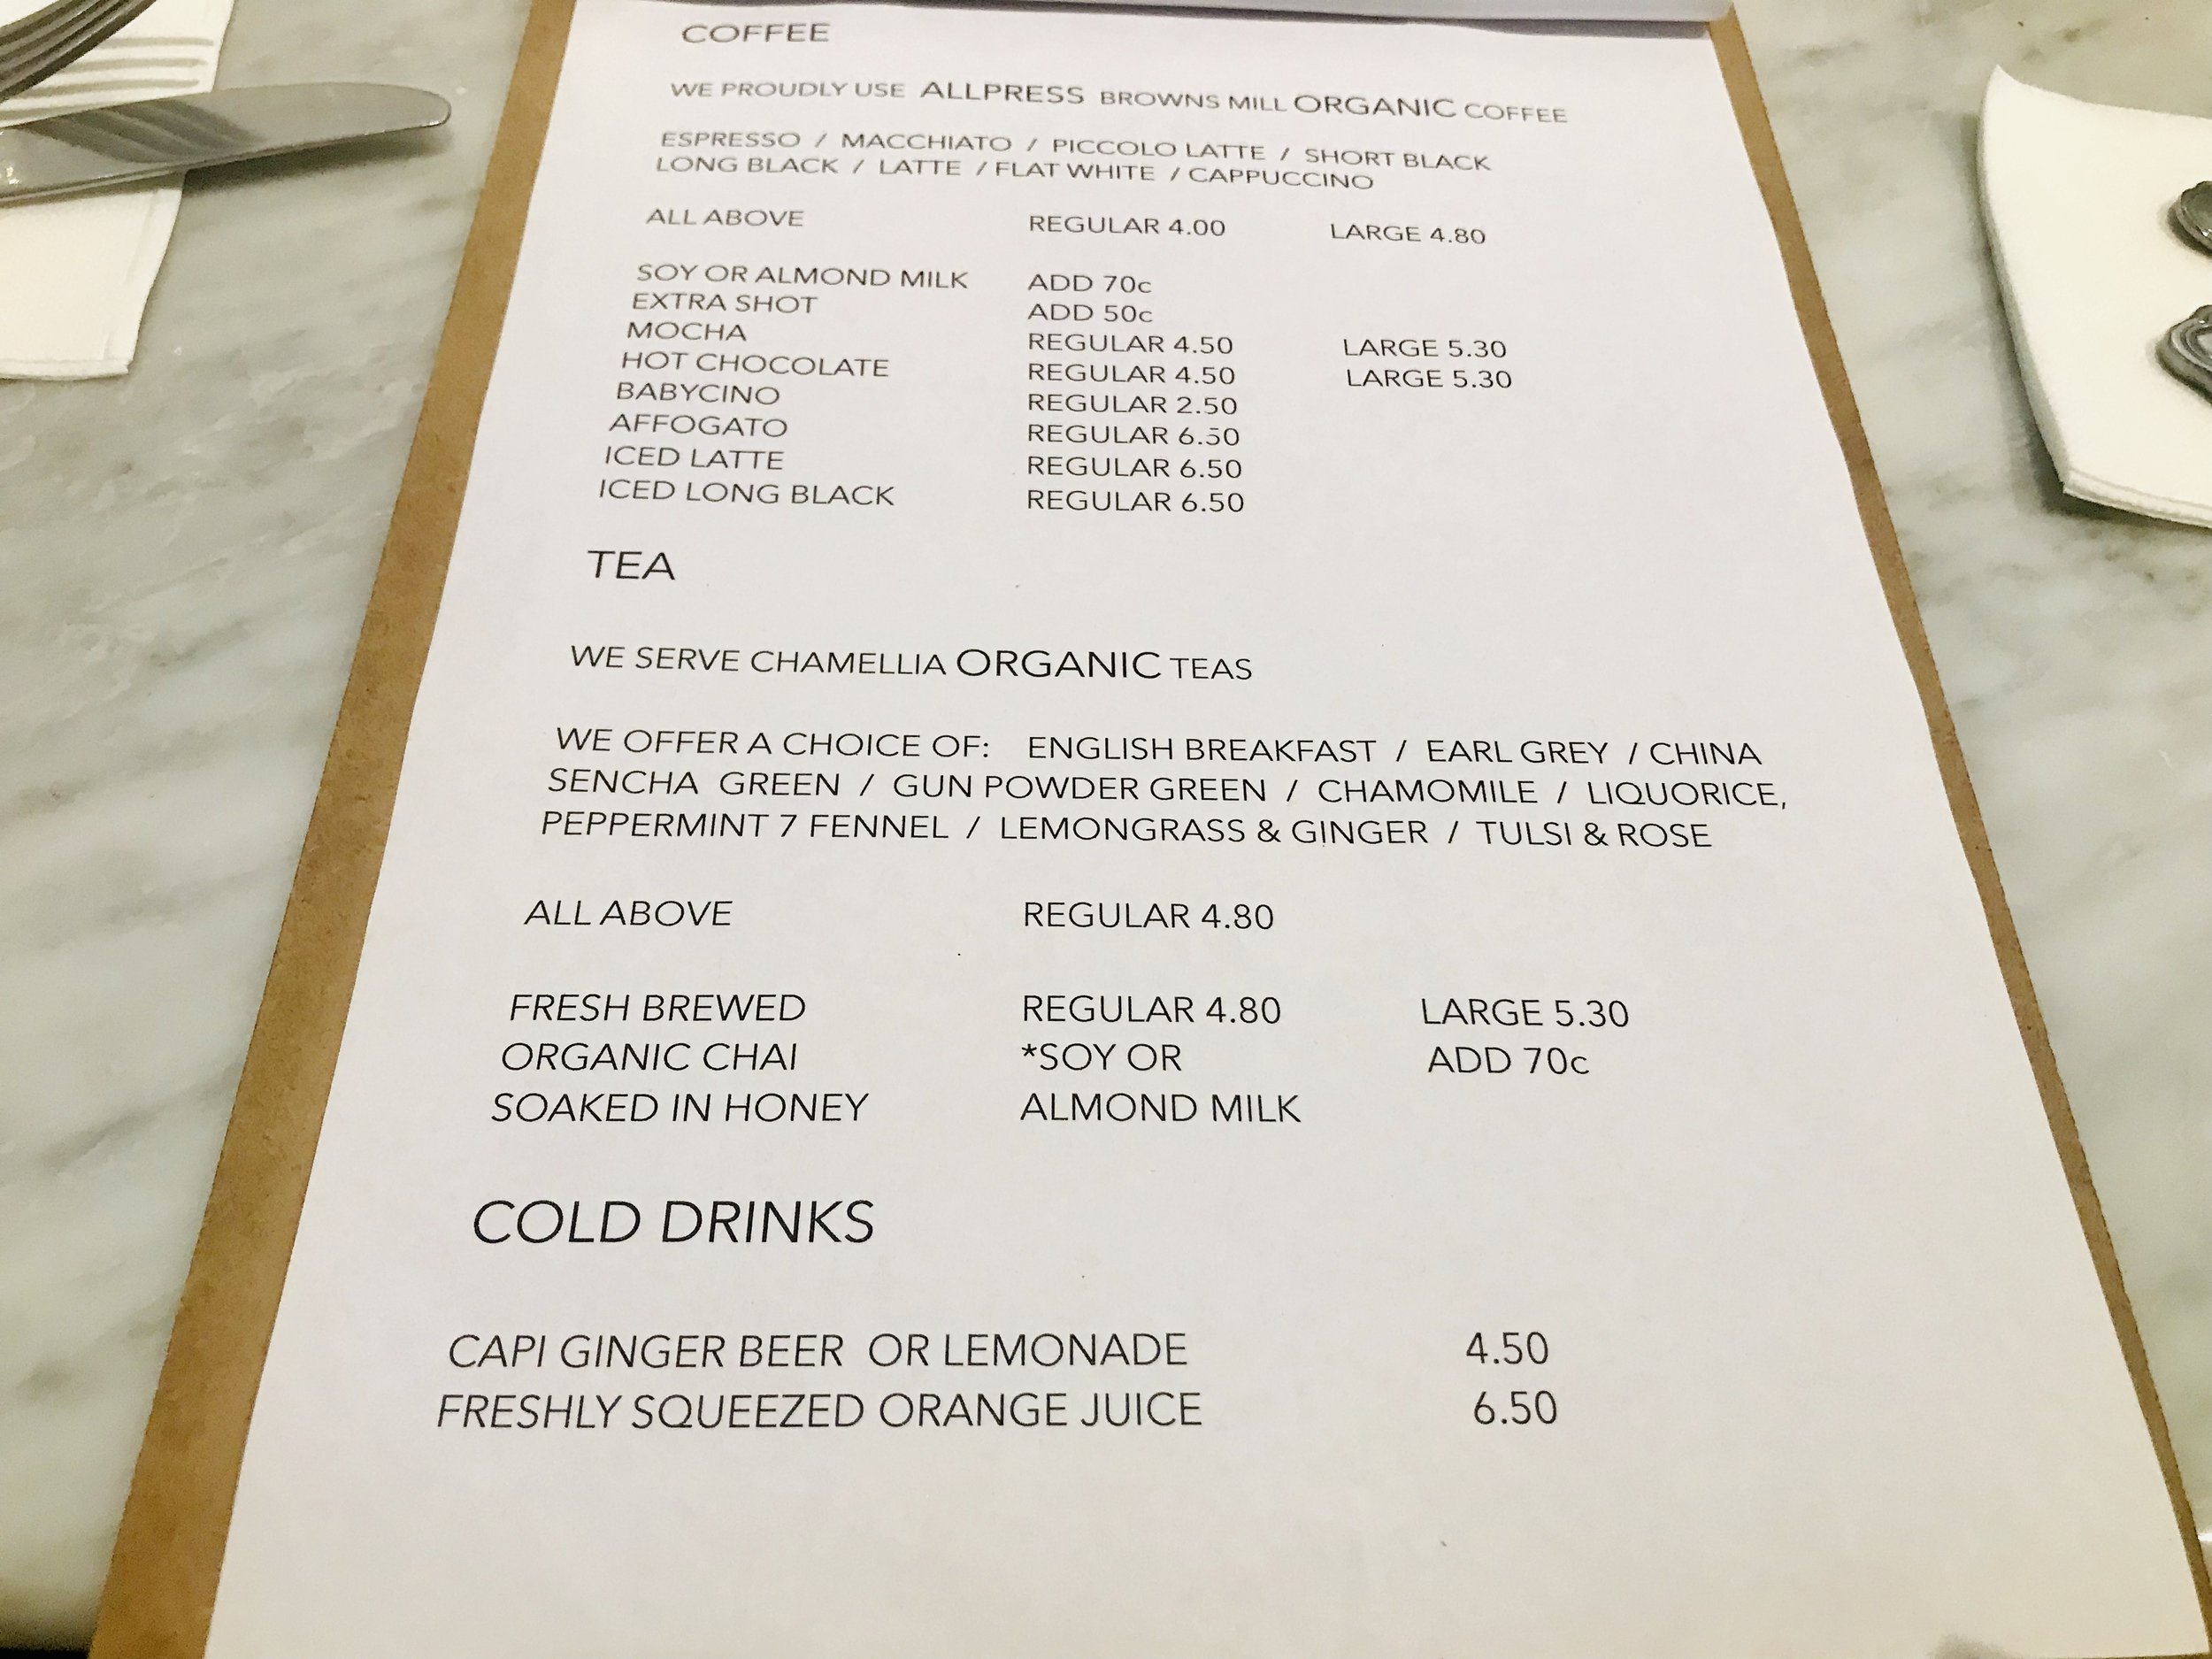 COFFEE
WE PROUDLY USE ALLPRESS BROWNS MILL ORGANIC COFFEE
ESPRESSO / MACCHIATO / PICCOLO LATTE / SHORT BLACK
LONG BLACK / LATTE / FLAT WHITE / CAPPUCCINO
ALL ABOVE REGULAR 4.00 LARGE 4.80
SOY OR ALMOND MILK ADD 70c
EXTRA SHOT ADD 50c
MOCHA REGULAR 4.50 LARGE 5.30
HOT CHOCOLATE REGULAR 4.50 LARGE 5.30
BABYCINO REGULAR 2.50
AFFOGATO REGULAR 6.50
ICED LATTE REGULAR 6.50
ICED LONG BLACK REGULAR 6.50
TEA
WE SERVE CHAMELLIA ORGANIC TEAS
WE OFFER A CHOICE OF: ENGLISH BREAKFAST / EARL GREY / CHINA
SENCHA GREEN / GUN POWDER GREEN / CHAMOMILE / LIQUORICE,
PEPPERMINT 7 FENNEL / LEMONGRASS & GINGER / TULSI & ROSE
ALL ABOVE REGULAR 4.80
FRESH BREWED REGULAR 4.80 LARGE 5.30
ORGANIC CHAI *SOY OR ADD 70c
SOAKED IN HONEY ALMOND MILK
COLD DRINKS
CAPI GINGER BEER OR LEMONADE 4.50
FRESHLY SQUEEZED ORANGE JUICE 6.50